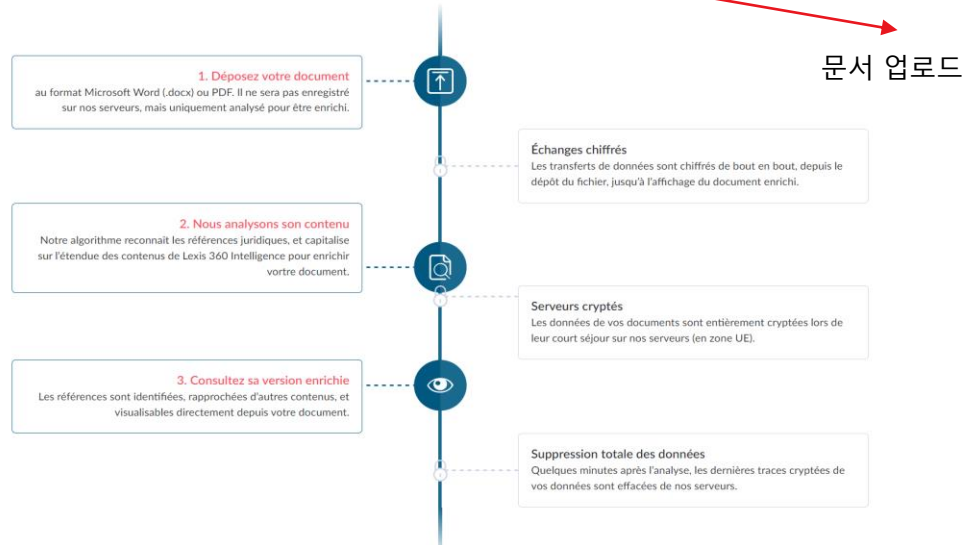 문서 업로드
1. Déposez votre document
au format Microsoft Word (.docx) ou PDF. Il ne sera pas enregistré
sur nos serveurs, mais uniquement analysé pour être enrichi.
Échanges chiffrés
Les transferts de données sont chiffrés de bout en bout, depuis le
dépôt du fichier, jusqu'à l'affichage du document enrichi.
2. Nous analysons son contenu
Notre algorithme reconnait les références juridiques, et capitalise
sur l'étendue des contenus de Lexis 360 Intelligence pour enrichir
vortre document.
Serveurs cryptés
Les données de vos documents sont entièrement cryptées lors de
leur court séjour sur nos serveurs (en zone UE).
3. Consultez sa version enrichie
Les références sont identifiées, rapprochées d'autres contenus, et
visualisables directement depuis votre document.
Suppression totale des données
Quelques minutes après l'analyse, les dernières traces cryptées de
vos données sont effacées de nos serveurs.